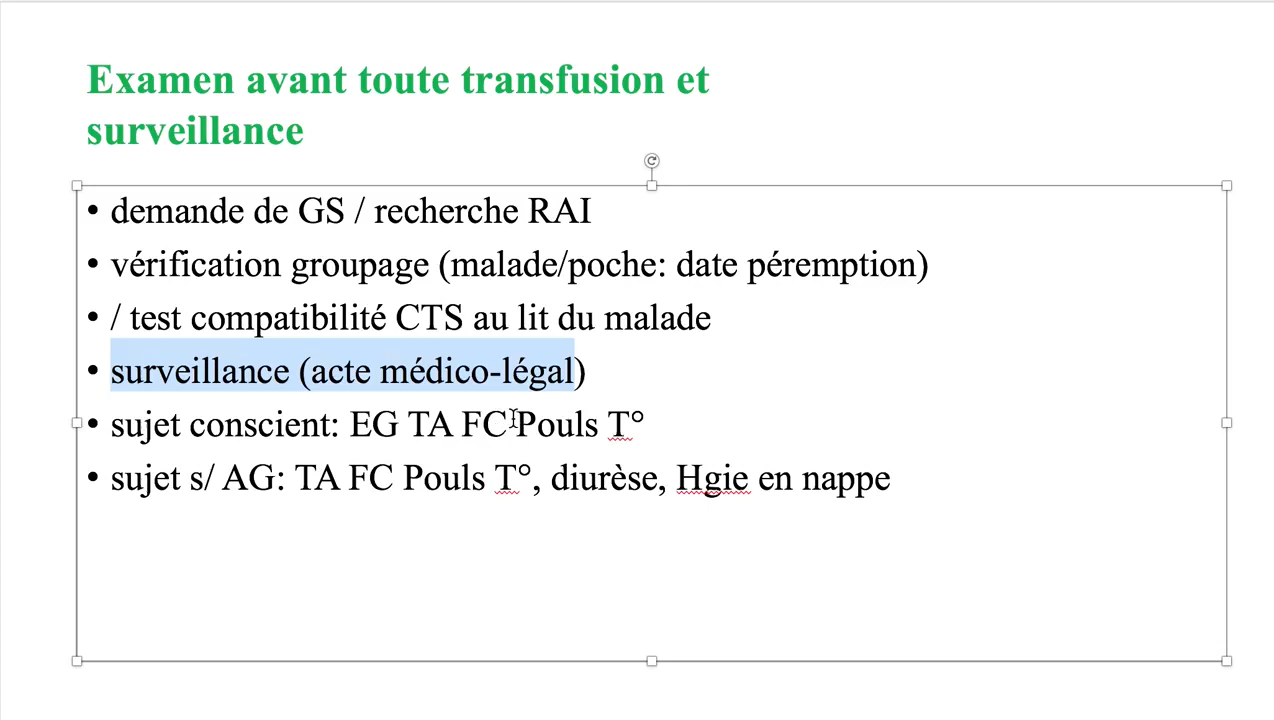 Examen avant toute transfusion et
surveillance
• demande de GS / recherche RAI
• vérification groupage (malade/poche: date péremption)
• / test compatibilité CTS au lit du malade
• surveillance (acte médico-légal)
• sujet conscient: EG TA FC Pouls T°
• sujet s/ AG: TA FC Pouls T°, diurèse, Hgie en nappe